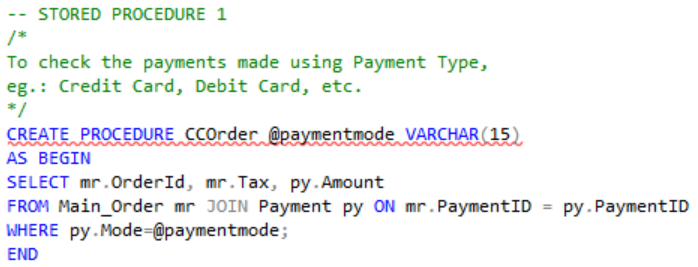 -- STORED PROCEDURE 1
/*
To check the payments made using Payment Type,
eg.: Credit Card, Debit Card, etc.
*/
CREATE PROCEDURE CCOrder @paymentmode VARCHAR(15)
AS BEGIN
SELECT mr.OrderId, mr.Tax, py.Amount
FROM Main_Order mr JOIN Payment py ON mr.PaymentID = py.PaymentID
WHERE py.Mode=@paymentmode;
END